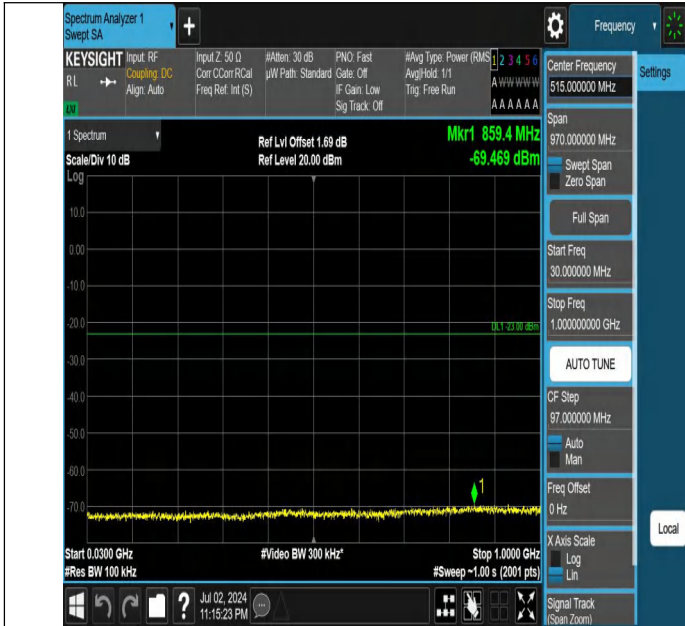 Spectrum Analyzer 1
Swept SA
+
Frequency
KEYSIGHT
RL
Input: RF
Coupling: DC
Align: Auto
Input Z: 50 Ω
Corr CCorr RCal
Freq Ref: Int (S)
#Atten: 30 dB
µW Path: Standard
PNO: Fast
Gate: Off
IF Gain: Low
Sig Track: Off
#Avg Type: Power (RMS
Avg|Hold: 1/1
Trig: Free Run
1 2 3 4 5 6
A W W W W W
A A A A A A
1 Spectrum
Scale/Div 10 dB
Ref Lvl Offset 1.69 dB
Ref Level 20.00 dBm
Mkr1 859.4 MHz
-69.469 dBm
Log
10.0
0.00
-10.0
-20.0
DL1 -23.00 dBm
-30.0
-40.0
-50.0
-60.0
-70.0
1
Start 0.0300 GHz
#Res BW 100 kHz
#Video BW 300 kHz*
Stop 1.0000 GHz
#Sweep ~1.00 s (2001 pts)
Center Frequency
515.000000 MHz
Settings
Span
970.000000 MHz
Swept Span
Zero Span
Full Span
Start Freq
30.000000 MHz
Stop Freq
1.000000000 GHz
AUTO TUNE
CF Step
97.000000 MHz
Auto
Man
Freq Offset
0 Hz
Local
X Axis Scale
Log
Lin
Signal Track
(Span Zoom)
?
Jul 02, 2024
11:15:23 PM